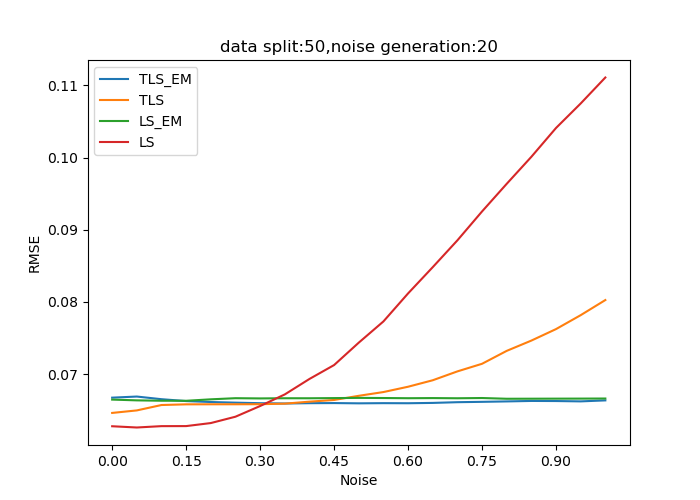 data split:50,noise generation:20
TLS_EM
TLS
LS_EM
LS
0.11
0.10
0.09
0.08
0.07
RMSE
0.00 0.15 0.30 0.45 0.60 0.75 0.90
Noise